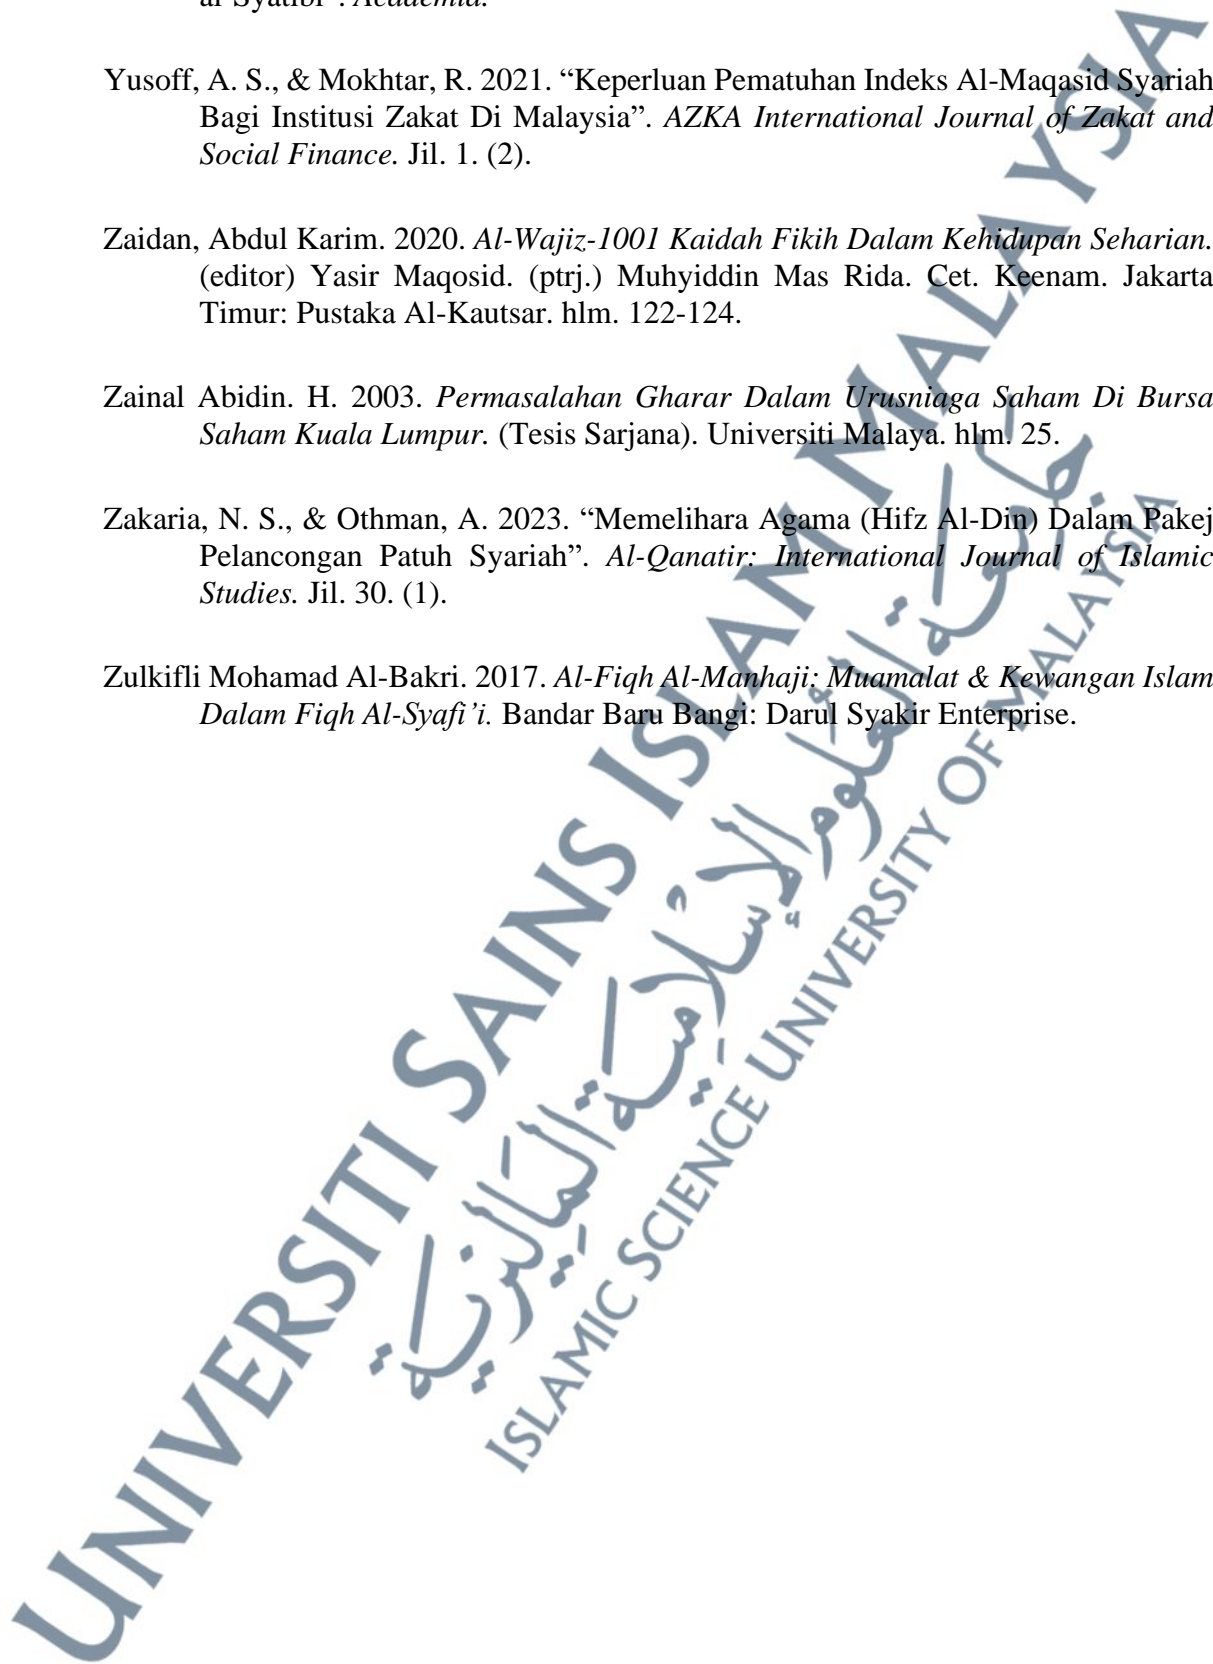 al-Syatibi”. Academia.
Yusoff, A. S., & Mokhtar, R. 2021. “Keperluan Pematuhan Indeks Al-Maqasid Syariah
Bagi Institusi Zakat Di Malaysia”. AZKA International Journal of Zakat and
Social Finance. Jil. 1. (2).
Zaidan, Abdul Karim. 2020. Al-Wajiz-1001 Kaidah Fikih Dalam Kehidupan Seharian.
(editor) Yasir Maqosid. (ptrj.) Muhyiddin Mas Rida. Cet. Keenam. Jakarta
Timur: Pustaka Al-Kautsar. hlm. 122-124.
Zainal Abidin. H. 2003. Permasalahan Gharar Dalam Urusniaga Saham Di Bursa
Saham Kuala Lumpur. (Tesis Sarjana). Universiti Malaya. hlm. 25.
Zakaria, N. S., & Othman, A. 2023. “Memelihara Agama (Hifz Al-Din) Dalam Pakej
Pelancongan Patuh Syariah”. Al-Qanatir: International Journal of Islamic
Studies. Jil. 30. (1).
Zulkifli Mohamad Al-Bakri. 2017. Al-Fiqh Al-Manhaji: Muamalat & Kewangan Islam
Dalam Fiqh Al-Syafi’i. Bandar Baru Bangi: Darul Syakir Enterprise.
UNIVERSITI SAINS ISLAM MALAYSIA
جامعة العلوم الإسلامية الماليزية
ISLAMIC SCIENCE UNIVERSITY OF MALAYSIA